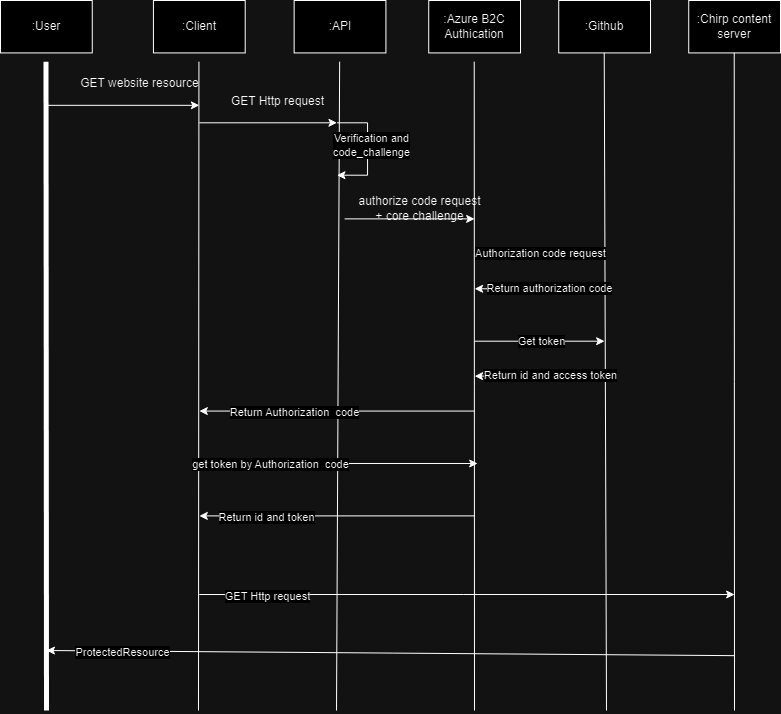 :User
:Client
:API
:Azure B2C
Authication
:Github
:Chirp content
server
GET website resource
GET Http request
Verification and
code_challenge
authorize code request
+ core challenge
Authorization code request
Return authorization code
Get token
Return id and access token
Return Authorization  code
get token by Authorization  code
Return id and token
GET Http request
ProtectedResource